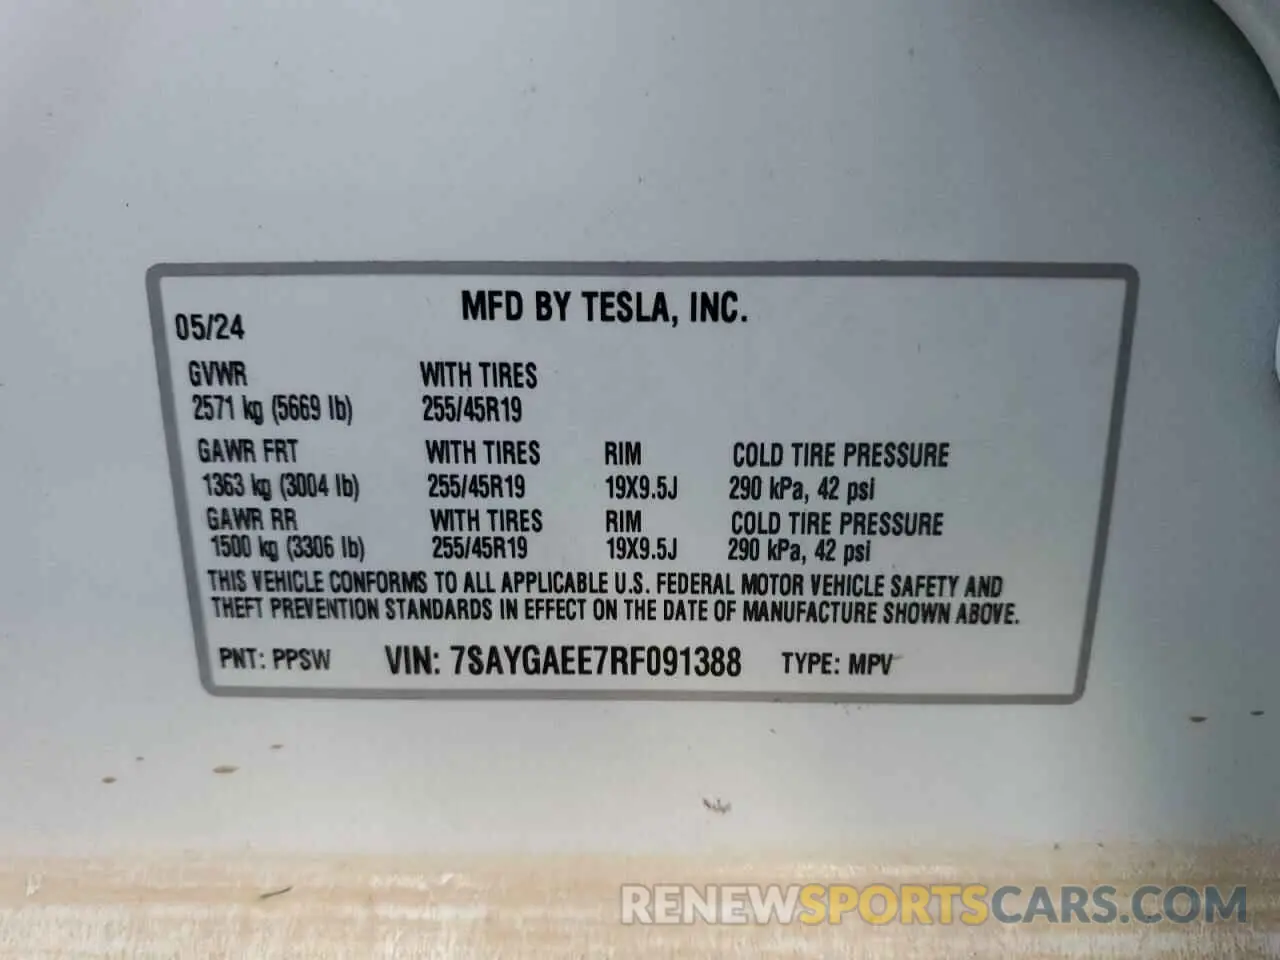 MFD BY TESLA, INC.
05/24
GVWR WITH TIRES
2571 kg (5669 lb) 255/45R19
GAWR FRT WITH TIRES RIM COLD TIRE PRESSURE
1363 kg (3004 lb) 255/45R19 19X9.5J 290 kPa, 42 psi
GAWR RR WITH TIRES RIM COLD TIRE PRESSURE
1500 kg (3306 lb) 255/45R19 19X9.5J 290 kPa, 42 psi
THIS VEHICLE CONFORMS TO ALL APPLICABLE U.S. FEDERAL MOTOR VEHICLE SAFETY AND
THEFT PREVENTION STANDARDS IN EFFECT ON THE DATE OF MANUFACTURE SHOWN ABOVE.
PNT: PPSW VIN: 7SAYGAEE7RF091388 TYPE: MPV
RENEWSPORTSCARS.COM